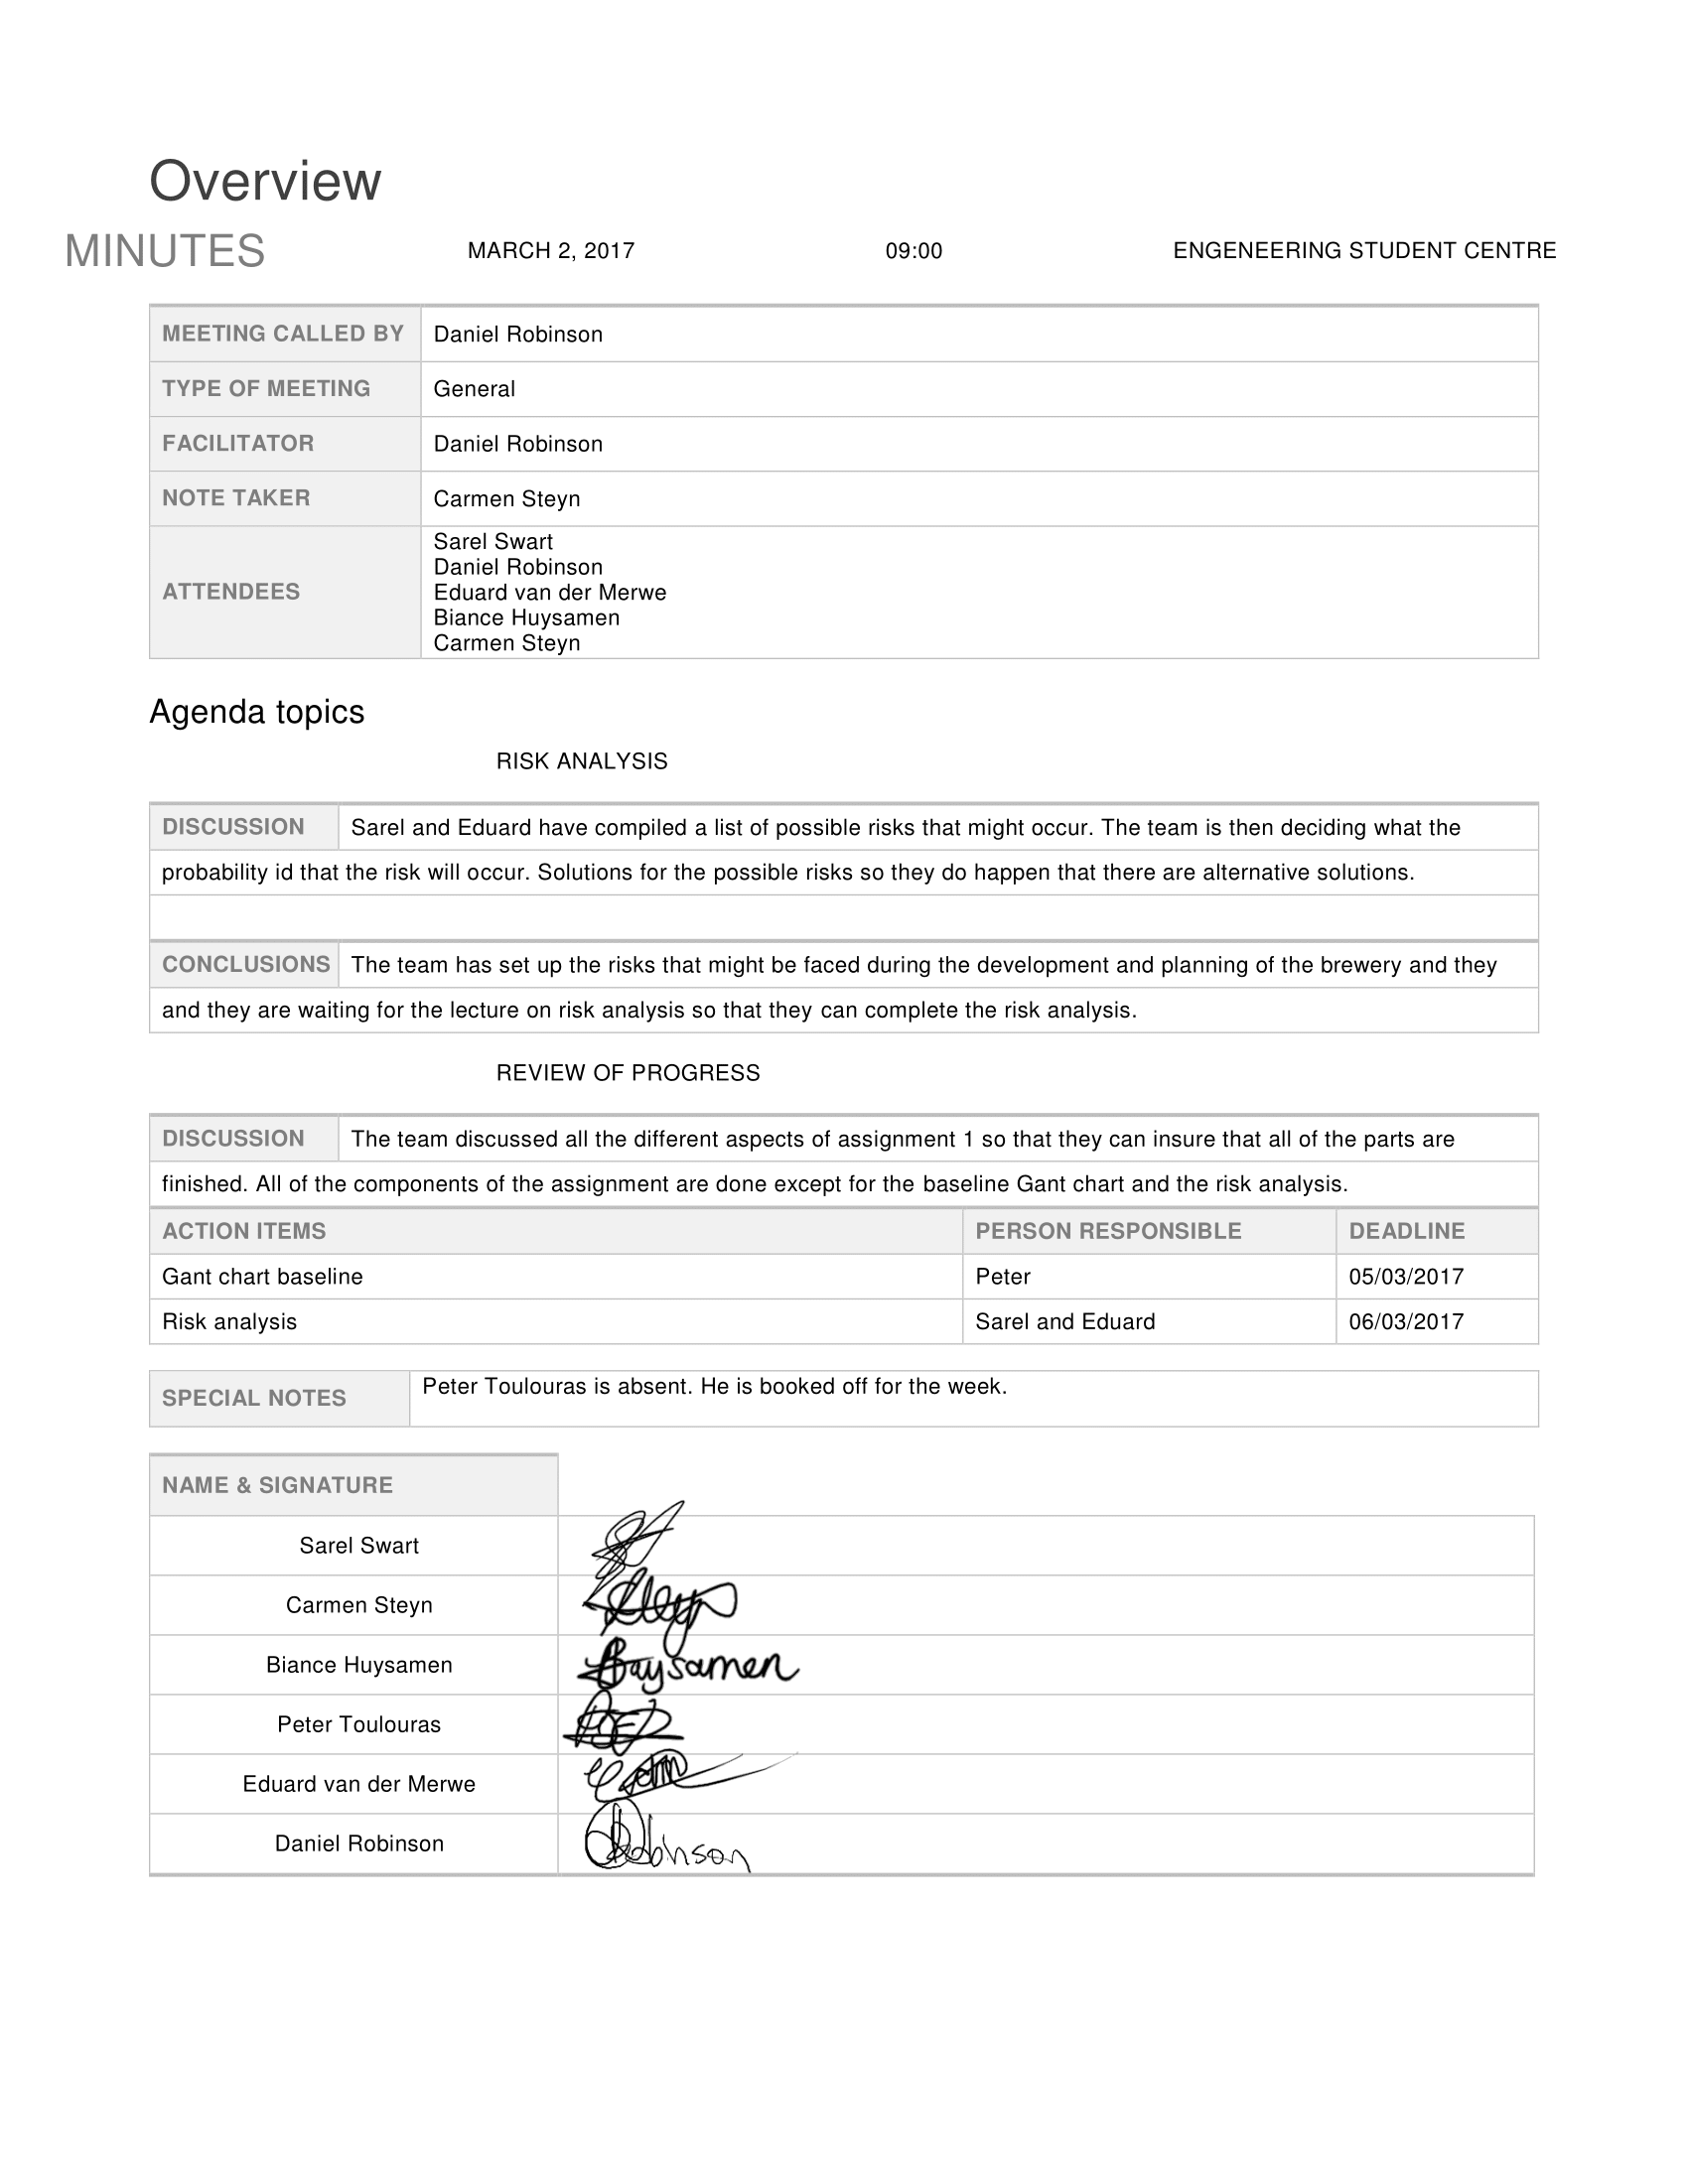 Overview
MINUTES MARCH 2, 2017 09:00 ENGENEERING STUDENT CENTRE
MEETING CALLED BY Daniel Robinson
TYPE OF MEETING General
FACILITATOR Daniel Robinson
NOTE TAKER Carmen Steyn
ATTENDEES
Sarel Swart
Daniel Robinson
Eduard van der Merwe
Biance Huysamen
Carmen Steyn
Agenda topics
RISK ANALYSIS
DISCUSSION Sarel and Eduard have compiled a list of possible risks that might occur. The team is then deciding what the
probability id that the risk will occur. Solutions for the possible risks so they do happen that there are alternative solutions.
CONCLUSIONS The team has set up the risks that might be faced during the development and planning of the brewery and they
and they are waiting for the lecture on risk analysis so that they can complete the risk analysis.
REVIEW OF PROGRESS
DISCUSSION The team discussed all the different aspects of assignment 1 so that they can insure that all of the parts are
finished. All of the components of the assignment are done except for the baseline Gant chart and the risk analysis.
ACTION ITEMS PERSON RESPONSIBLE DEADLINE
Gant chart baseline Peter 05/03/2017
Risk analysis Sarel and Eduard 06/03/2017
SPECIAL NOTES Peter Toulouras is absent. He is booked off for the week.
NAME & SIGNATURE
Sarel Swart
Carmen Steyn
Biance Huysamen Huysamen
Peter Toulouras
Eduard van der Merwe
Daniel Robinson Robinson